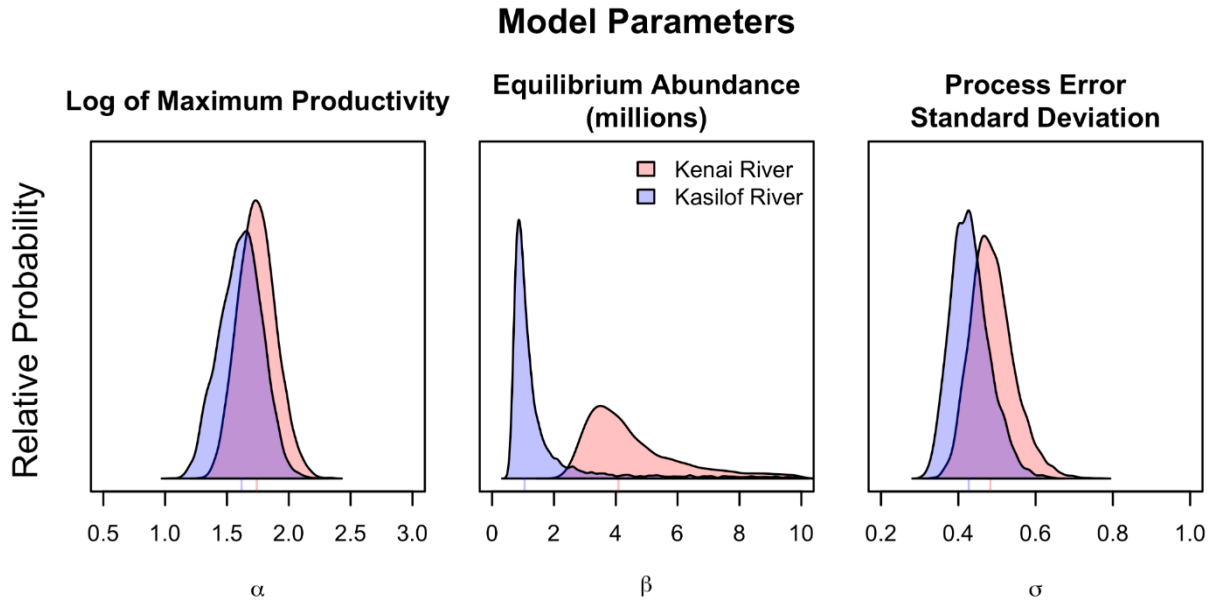 Model Parameters
Log of Maximum Productivity
Equilibrium Abundance
(millions)
Process Error
Standard Deviation
Relative Probability
Kenai River
Kasilof River
0.5 1.0 1.5 2.0 2.5 3.0
0 2 4 6 8 10
0.2 0.4 0.6 0.8 1.0
α
β
σ